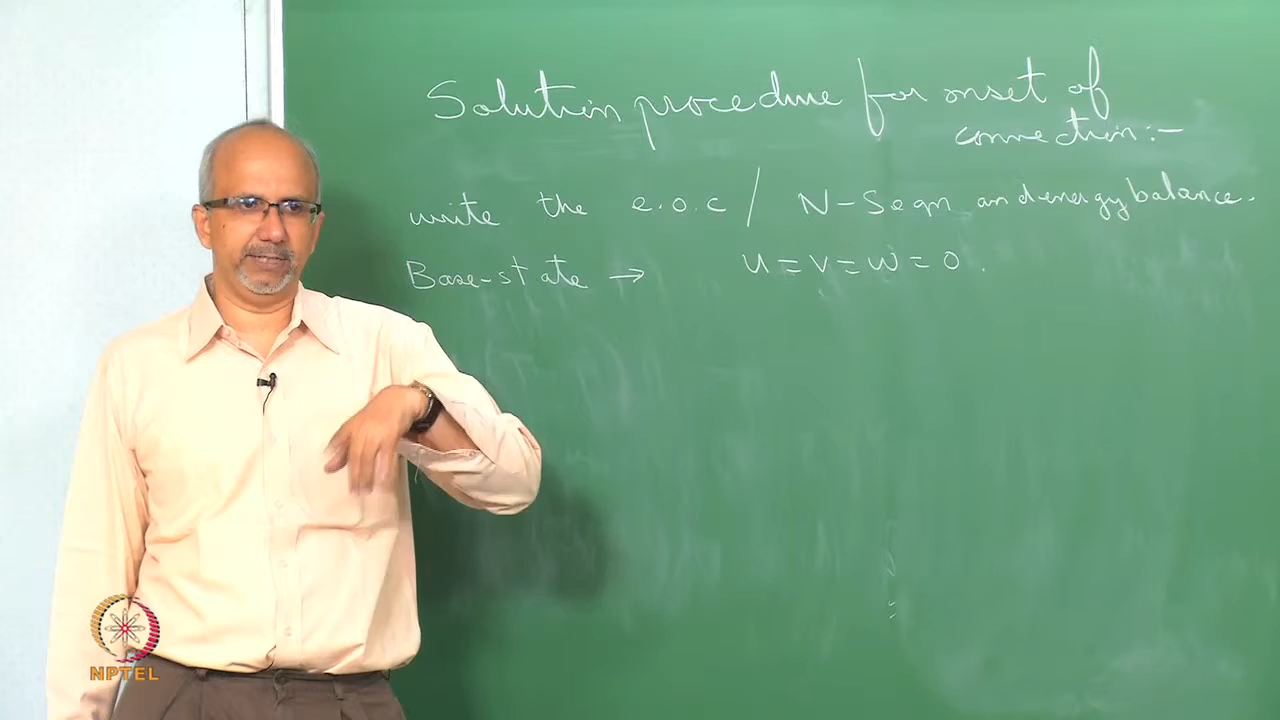 Solution procedure for onset of
convection:-
write the e.o.c / N-S eqn and energy balance.
Base-state → u = v = w = 0.
NPTEL